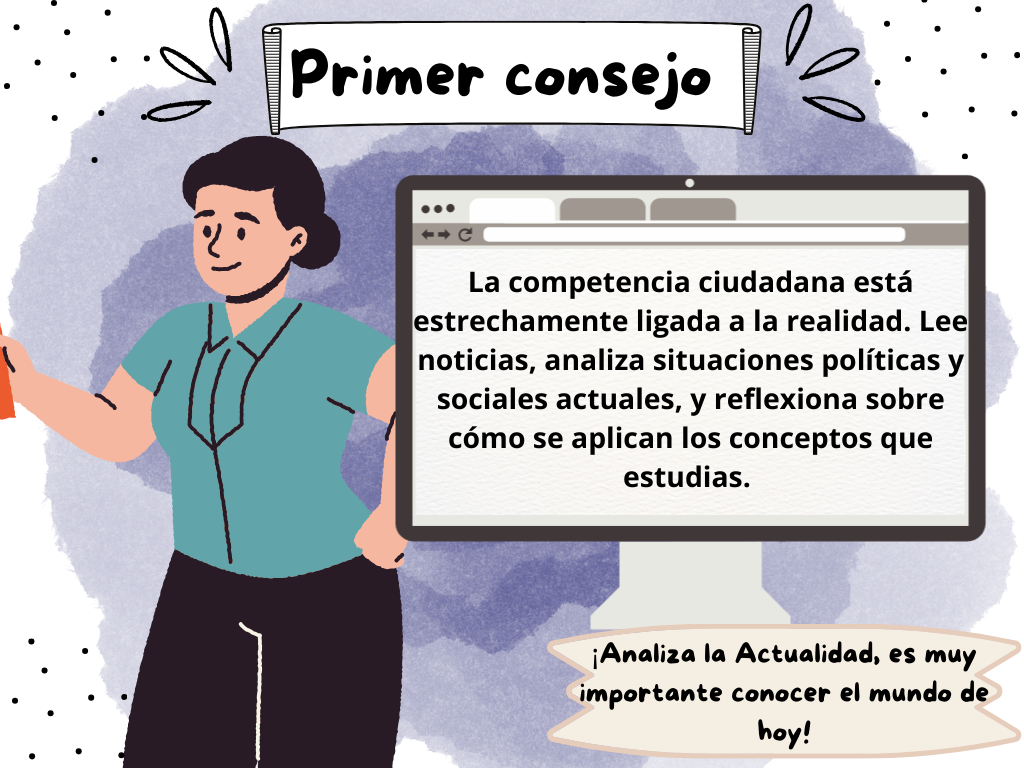 Primer consejo
La competencia ciudadana está
estrechamente ligada a la realidad. Lee
noticias, analiza situaciones políticas y
sociales actuales, y reflexiona sobre
cómo se aplican los conceptos que
estudias.
¡Analiza la Actualidad, es muy
importante conocer el mundo de
hoy!